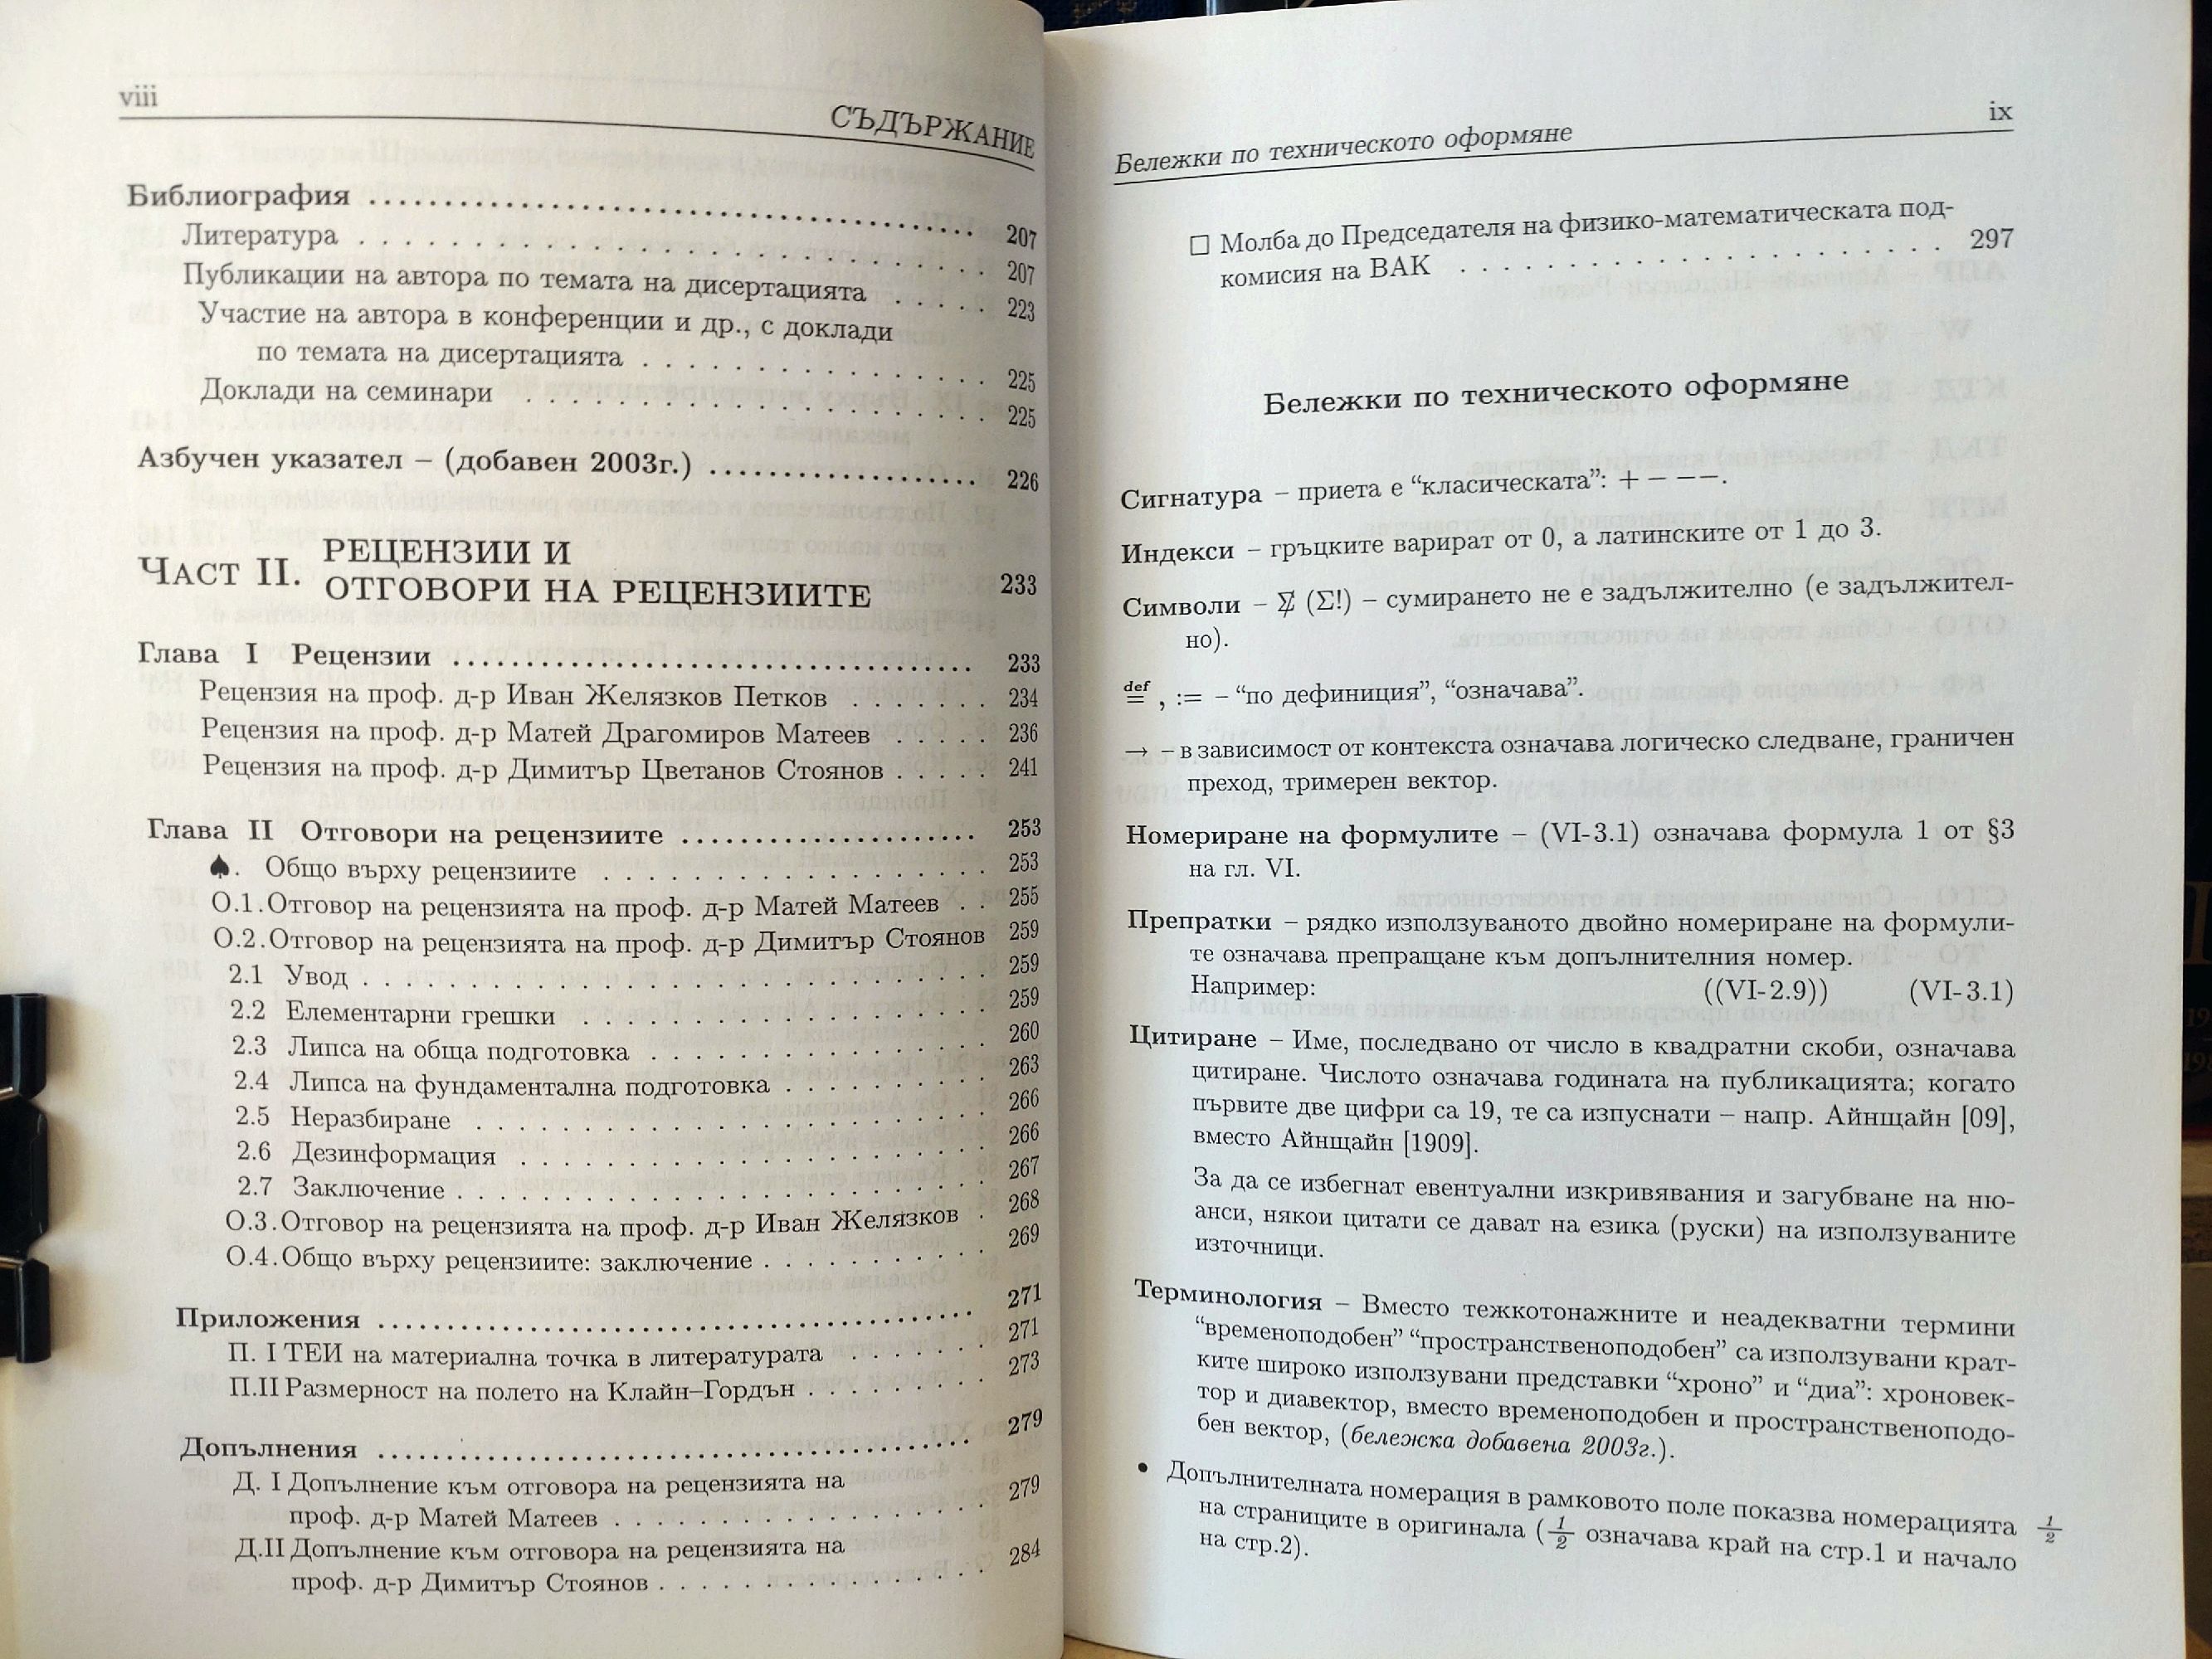 viii
СЪДЪРЖАНИЕ
Библиография . . . . . . . . . . . . . . . . . . . . . . . . . . . . . . 207
Литература . . . . . . . . . . . . . . . . . . . . . . . . . . . . . . 207
Публикации на автора по темата на дисертацията . . . . . 223
Участие на автора в конференции и др., с доклади
по темата на дисертацията . . . . . . . . . . . . . . . . . 225
Доклади на семинари . . . . . . . . . . . . . . . . . . . . . . . 225
Азбучен указател – (добавен 2003г.) . . . . . . . . . . . . . . . . . 226
Част II. РЕЦЕНЗИИ И
ОТГОВОРИ НА РЕЦЕНЗИИТЕ 233
Глава I Рецензии . . . . . . . . . . . . . . . . . . . . . . . . . . . . . . 233
Рецензия на проф. д-р Иван Желязков Петков . . . . . . . 234
Рецензия на проф. д-р Матей Драгомиров Матеев . . . . . 236
Рецензия на проф. д-р Димитър Цветанов Стоянов . . . . . 241
Глава II Отговори на рецензиите . . . . . . . . . . . . . . . . . . . 253
♠. Общо върху рецензиите . . . . . . . . . . . . . . . . . . . 253
О.1.Отговор на рецензията на проф. д-р Матей Матеев . . 255
О.2.Отговор на рецензията на проф. д-р Димитър Стоянов 259
2.1 Увод . . . . . . . . . . . . . . . . . . . . . . . . . . . . . . 259
2.2 Елементарни грешки . . . . . . . . . . . . . . . . . . . . 259
2.3 Липса на обща подготовка . . . . . . . . . . . . . . . . 260
2.4 Липса на фундаментална подготовка . . . . . . . . . . 263
2.5 Неразбиране . . . . . . . . . . . . . . . . . . . . . . . . . 266
2.6 Дезинформация . . . . . . . . . . . . . . . . . . . . . . . 266
2.7 Заключение . . . . . . . . . . . . . . . . . . . . . . . . . . 267
О.3.Отговор на рецензията на проф. д-р Иван Желязков . 268
О.4.Общо върху рецензиите: заключение . . . . . . . . . . . 269
Приложения . . . . . . . . . . . . . . . . . . . . . . . . . . . . . . . . . 271
П. I ТЕИ на материална точка в литературата . . . . . . . 271
П.II Размерност на полето на Клайн–Гордън . . . . . . . . . 273
Допълнения . . . . . . . . . . . . . . . . . . . . . . . . . . . . . . . . . 279
Д. I Допълнение към отговора на рецензията на
проф. д-р Матей Матеев . . . . . . . . . . . . . . . . . . 279
Д.II Допълнение към отговора на рецензията на
проф. д-р Димитър Стоянов . . . . . . . . . . . . . . . . 284
Бележки по техническото оформяне
ix
□ Молба до Председателя на физико-математическата под-
комисия на ВАК . . . . . . . . . . . . . . . . . . . . . . . 297
Бележки по техническото оформяне
Сигнатура – приета е “класическата”: + − −−.
Индекси – гръцките варират от 0, а латинските от 1 до 3.
Символи – Σ̸ (Σ!) – сумирането не е задължително (е задължител-
но).
def
= , := – “по дефиниция”, “означава”.
→ – в зависимост от контекста означава логическо следване, граничен
преход, тримерен вектор.
Номериране на формулите – (VI-3.1) означава формула 1 от §3
на гл. VI.
Препратки – рядко използуваното двойно номериране на формули-
те означава препращане към допълнителния номер.
Например: ((VI-2.9)) (VI-3.1)
Цитиране – Име, последвано от число в квадратни скоби, означава
цитиране. Числото означава годината на публикацията; когато
първите две цифри са 19, те са изпуснати – напр. Айнщайн [09],
вместо Айнщайн [1909].
За да се избегнат евентуални изкривявания и загубване на ню-
анси, някои цитати се дават на езика (руски) на използуваните
източници.
Терминология – Вместо тежкотонажните и неадекватни термини
“временоподобен” “пространственоподобен” са използувани крат-
ките широко използувани представки “хроно” и “диа”: хроновек-
тор и диавектор, вместо временоподобен и пространственоподо-
бен вектор, (бележка добавена 2003г.).
• Допълнителната номерация в рамковото поле показва номерацията 1/2
на страниците в оригинала (1/2 означава край на стр.1 и начало
на стр.2).